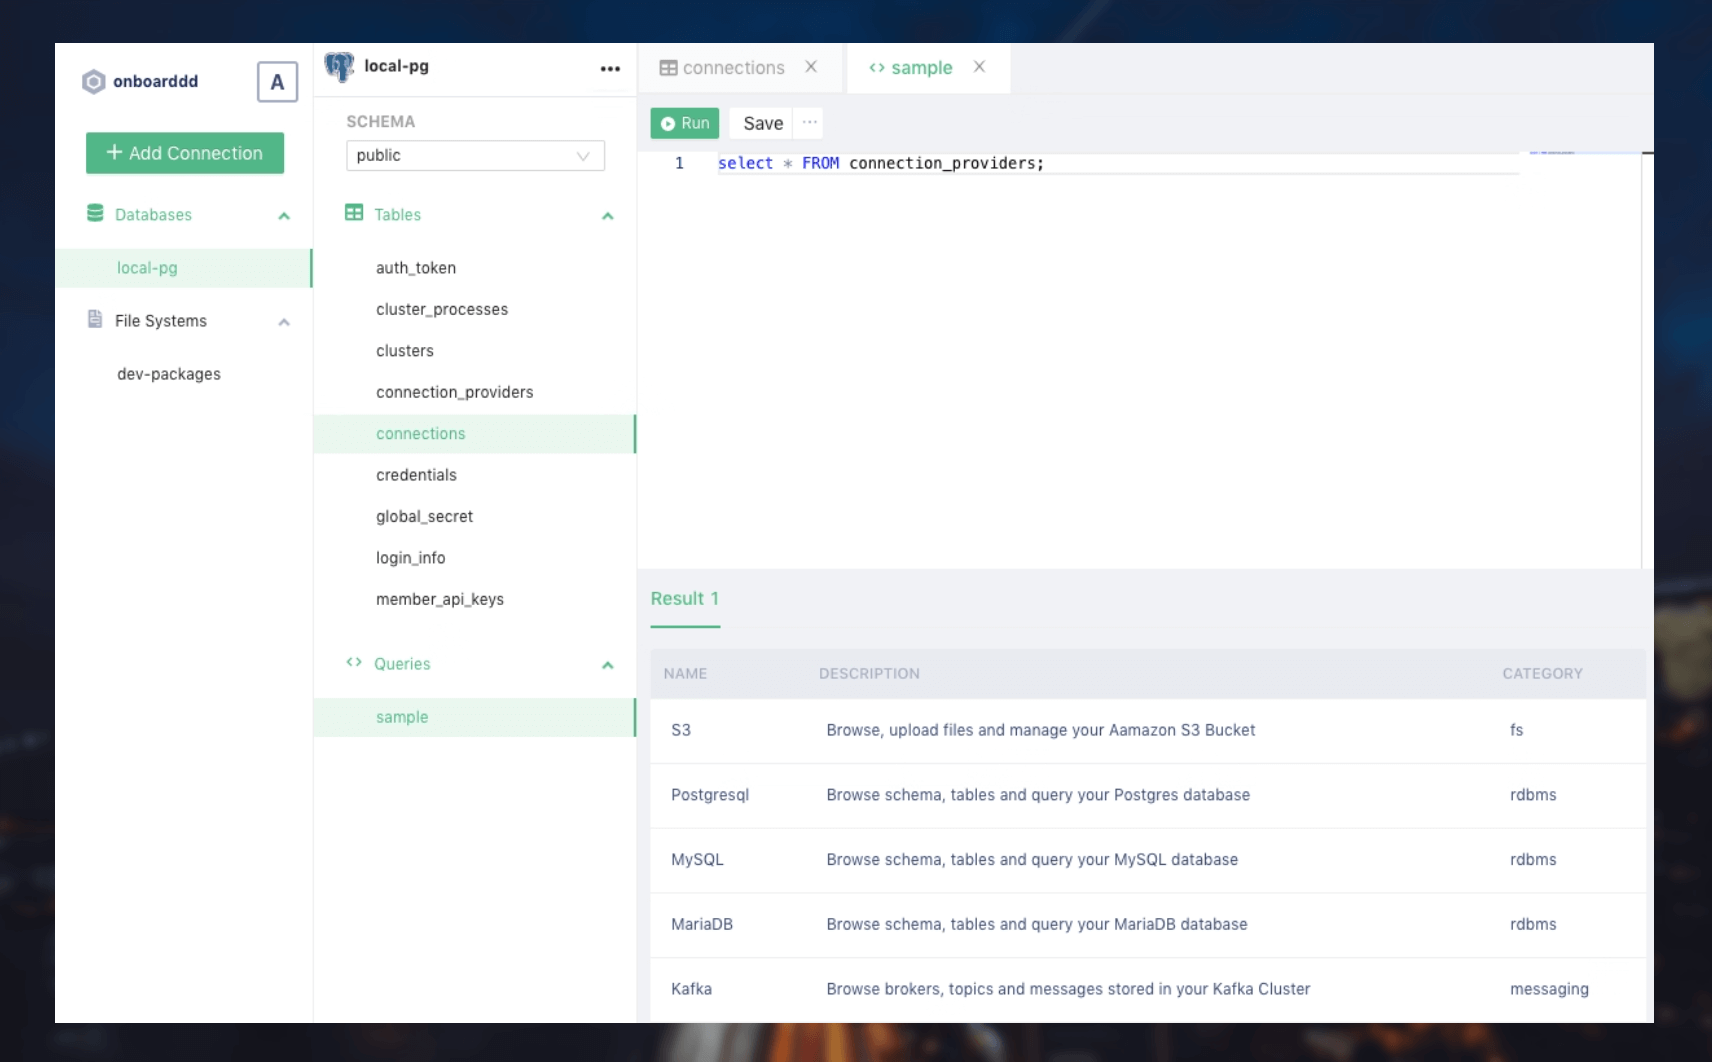 onboarddd
A
+ Add Connection
Databases
local-pg
File Systems
dev-packages
local-pg
•••
SCHEMA
public
Tables
auth_token
cluster_processes
clusters
connection_providers
connections
credentials
global_secret
login_info
member_api_keys
<> Queries
sample
connections ×
<> sample ×
Run
Save ...
1 select * FROM connection_providers;
Result 1
NAME DESCRIPTION CATEGORY
S3 Browse, upload files and manage your Aamazon S3 Bucket fs
Postgresql Browse schema, tables and query your Postgres database rdbms
MySQL Browse schema, tables and query your MySQL database rdbms
MariaDB Browse schema, tables and query your MariaDB database rdbms
Kafka Browse brokers, topics and messages stored in your Kafka Cluster messaging